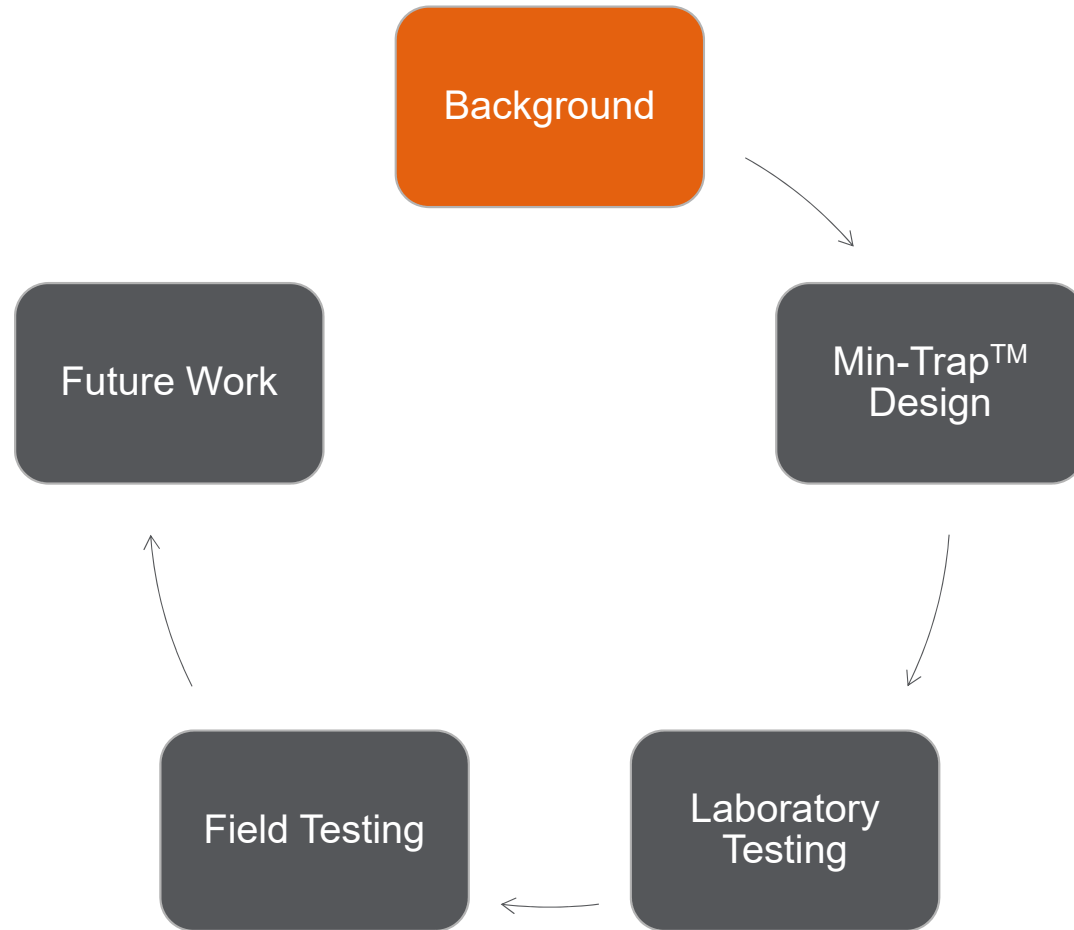 Background
Min-Trap™
Design
Laboratory
Testing
Field Testing
Future Work